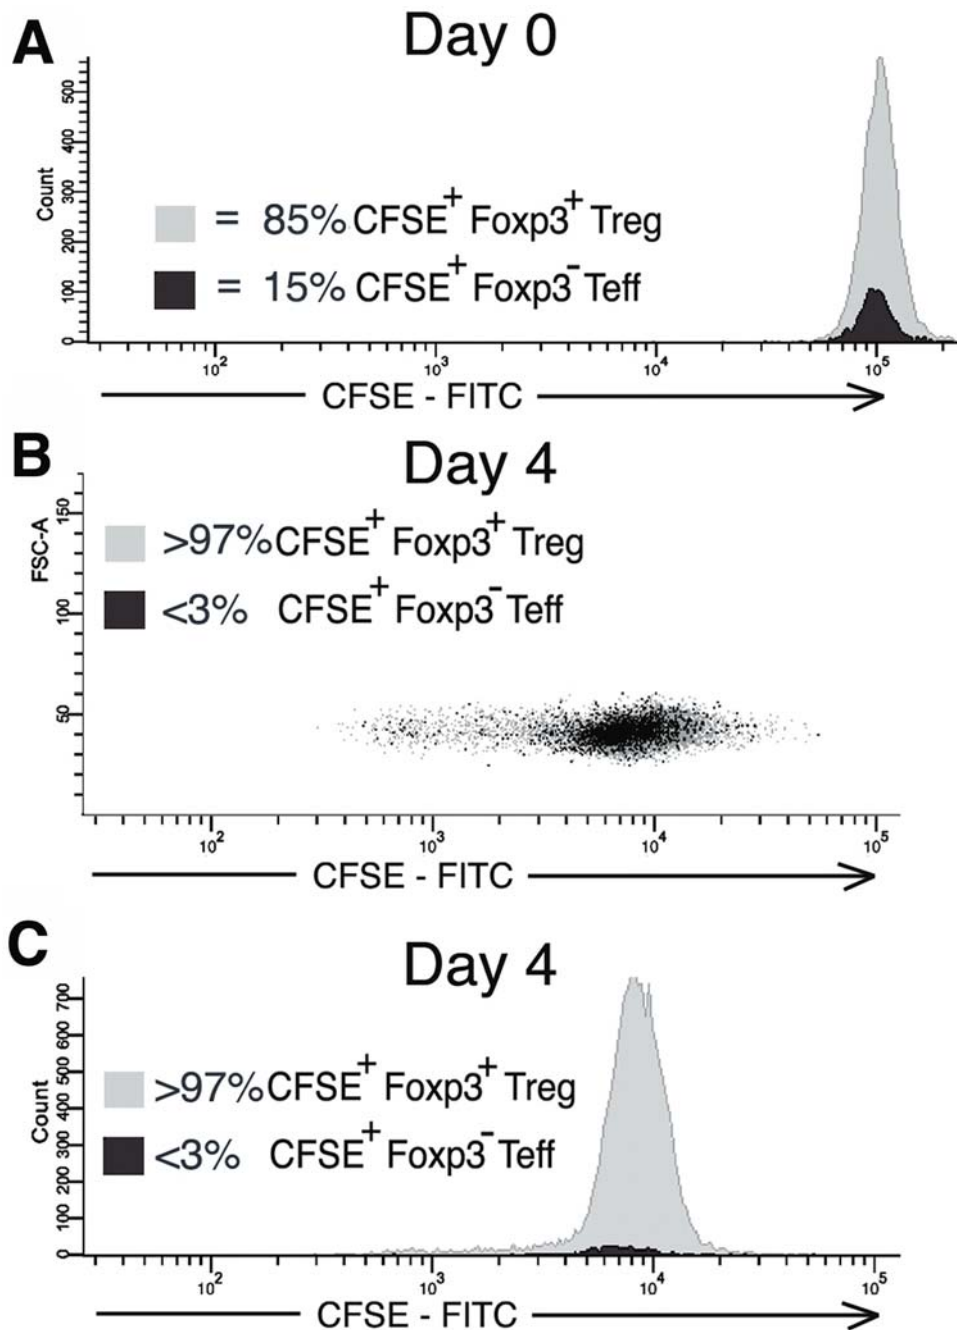 A
Day 0
Count
500
400
300
200
100
0
= 85% CFSE+ Foxp3+ Treg
= 15% CFSE+ Foxp3- Teff
10^2 10^3 10^4 10^5
CFSE - FITC
B
Day 4
FSC-A
150
100
50
>97% CFSE+ Foxp3+ Treg
<3% CFSE+ Foxp3- Teff
10^2 10^3 10^4 10^5
CFSE - FITC
C
Day 4
Count
700
600
500
400
300
200
100
0
>97% CFSE+ Foxp3+ Treg
<3% CFSE+ Foxp3- Teff
10^2 10^3 10^4 10^5
CFSE - FITC